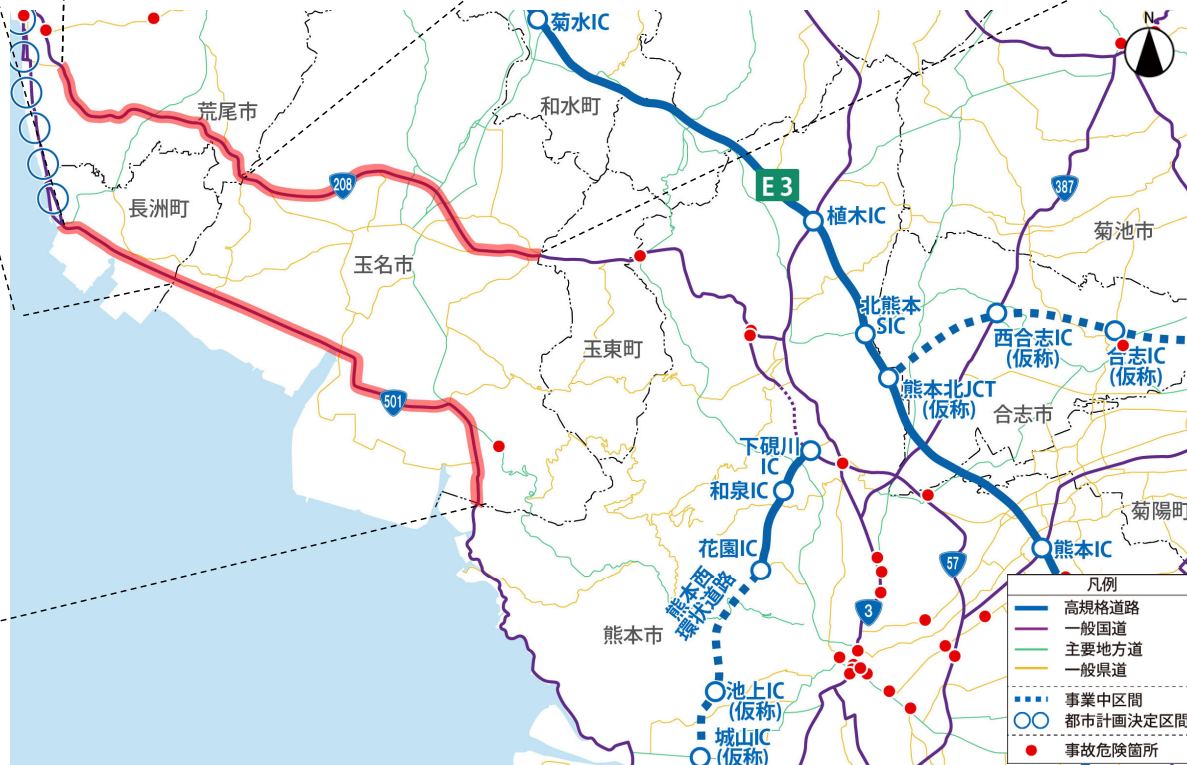 N
菊水IC
和水町
荒尾市
E3
387
208
植木IC
長洲町
菊池市
玉名市
北熊本
SIC
西合志IC
(仮称)
合志IC
(仮称)
玉東町
熊本北JCT
(仮称)
501
合志市
下硯川
IC
和泉IC
菊陽町
花園IC
熊本IC
57
熊本西
環状道路
3
熊本市
池上IC
(仮称)
城山IC
(仮称)
凡例
高規格道路
一般国道
主要地方道
一般県道
事業中区間
都市計画決定区間
事故危険箇所